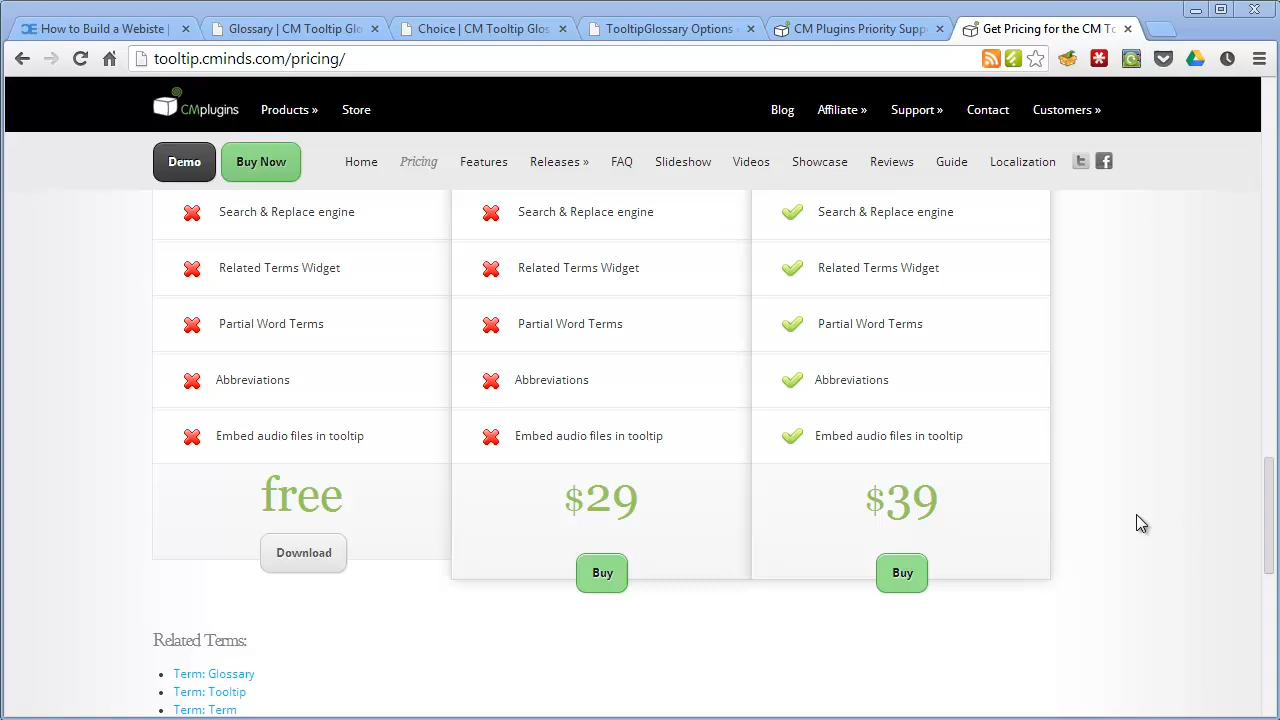 How to Build a Webiste |
Glossary | CM Tooltip Glo
Choice | CM Tooltip Glos
TooltipGlossary Options
CM Plugins Priority Supp
Get Pricing for the CM To
tooltip.cminds.com/pricing/
CMplugins
Products »
Store
Blog
Affiliate »
Support »
Contact
Customers »
Demo
Buy Now
Home
Pricing
Features
Releases »
FAQ
Slideshow
Videos
Showcase
Reviews
Guide
Localization
Search & Replace engine
Search & Replace engine
Search & Replace engine
Related Terms Widget
Related Terms Widget
Related Terms Widget
Partial Word Terms
Partial Word Terms
Partial Word Terms
Abbreviations
Abbreviations
Abbreviations
Embed audio files in tooltip
Embed audio files in tooltip
Embed audio files in tooltip
free
$29
$39
Download
Buy
Buy
Related Terms:
Term: Glossary
Term: Tooltip
Term: Term